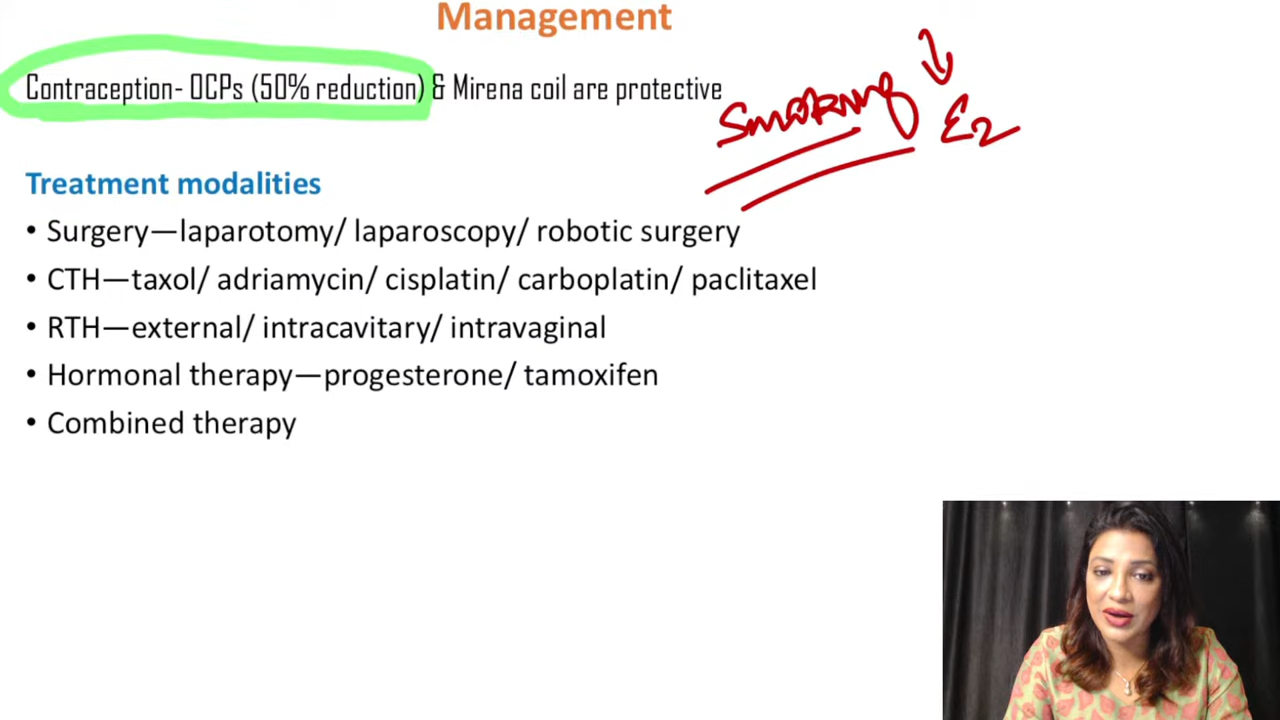 Management
Contraception- OCPs (50% reduction) & Mirena coil are protective
Smoking ↓ E2
Treatment modalities
• Surgery—laparotomy/ laparoscopy/ robotic surgery
• CTH—taxol/ adriamycin/ cisplatin/ carboplatin/ paclitaxel
• RTH—external/ intracavitary/ intravaginal
• Hormonal therapy—progesterone/ tamoxifen
• Combined therapy